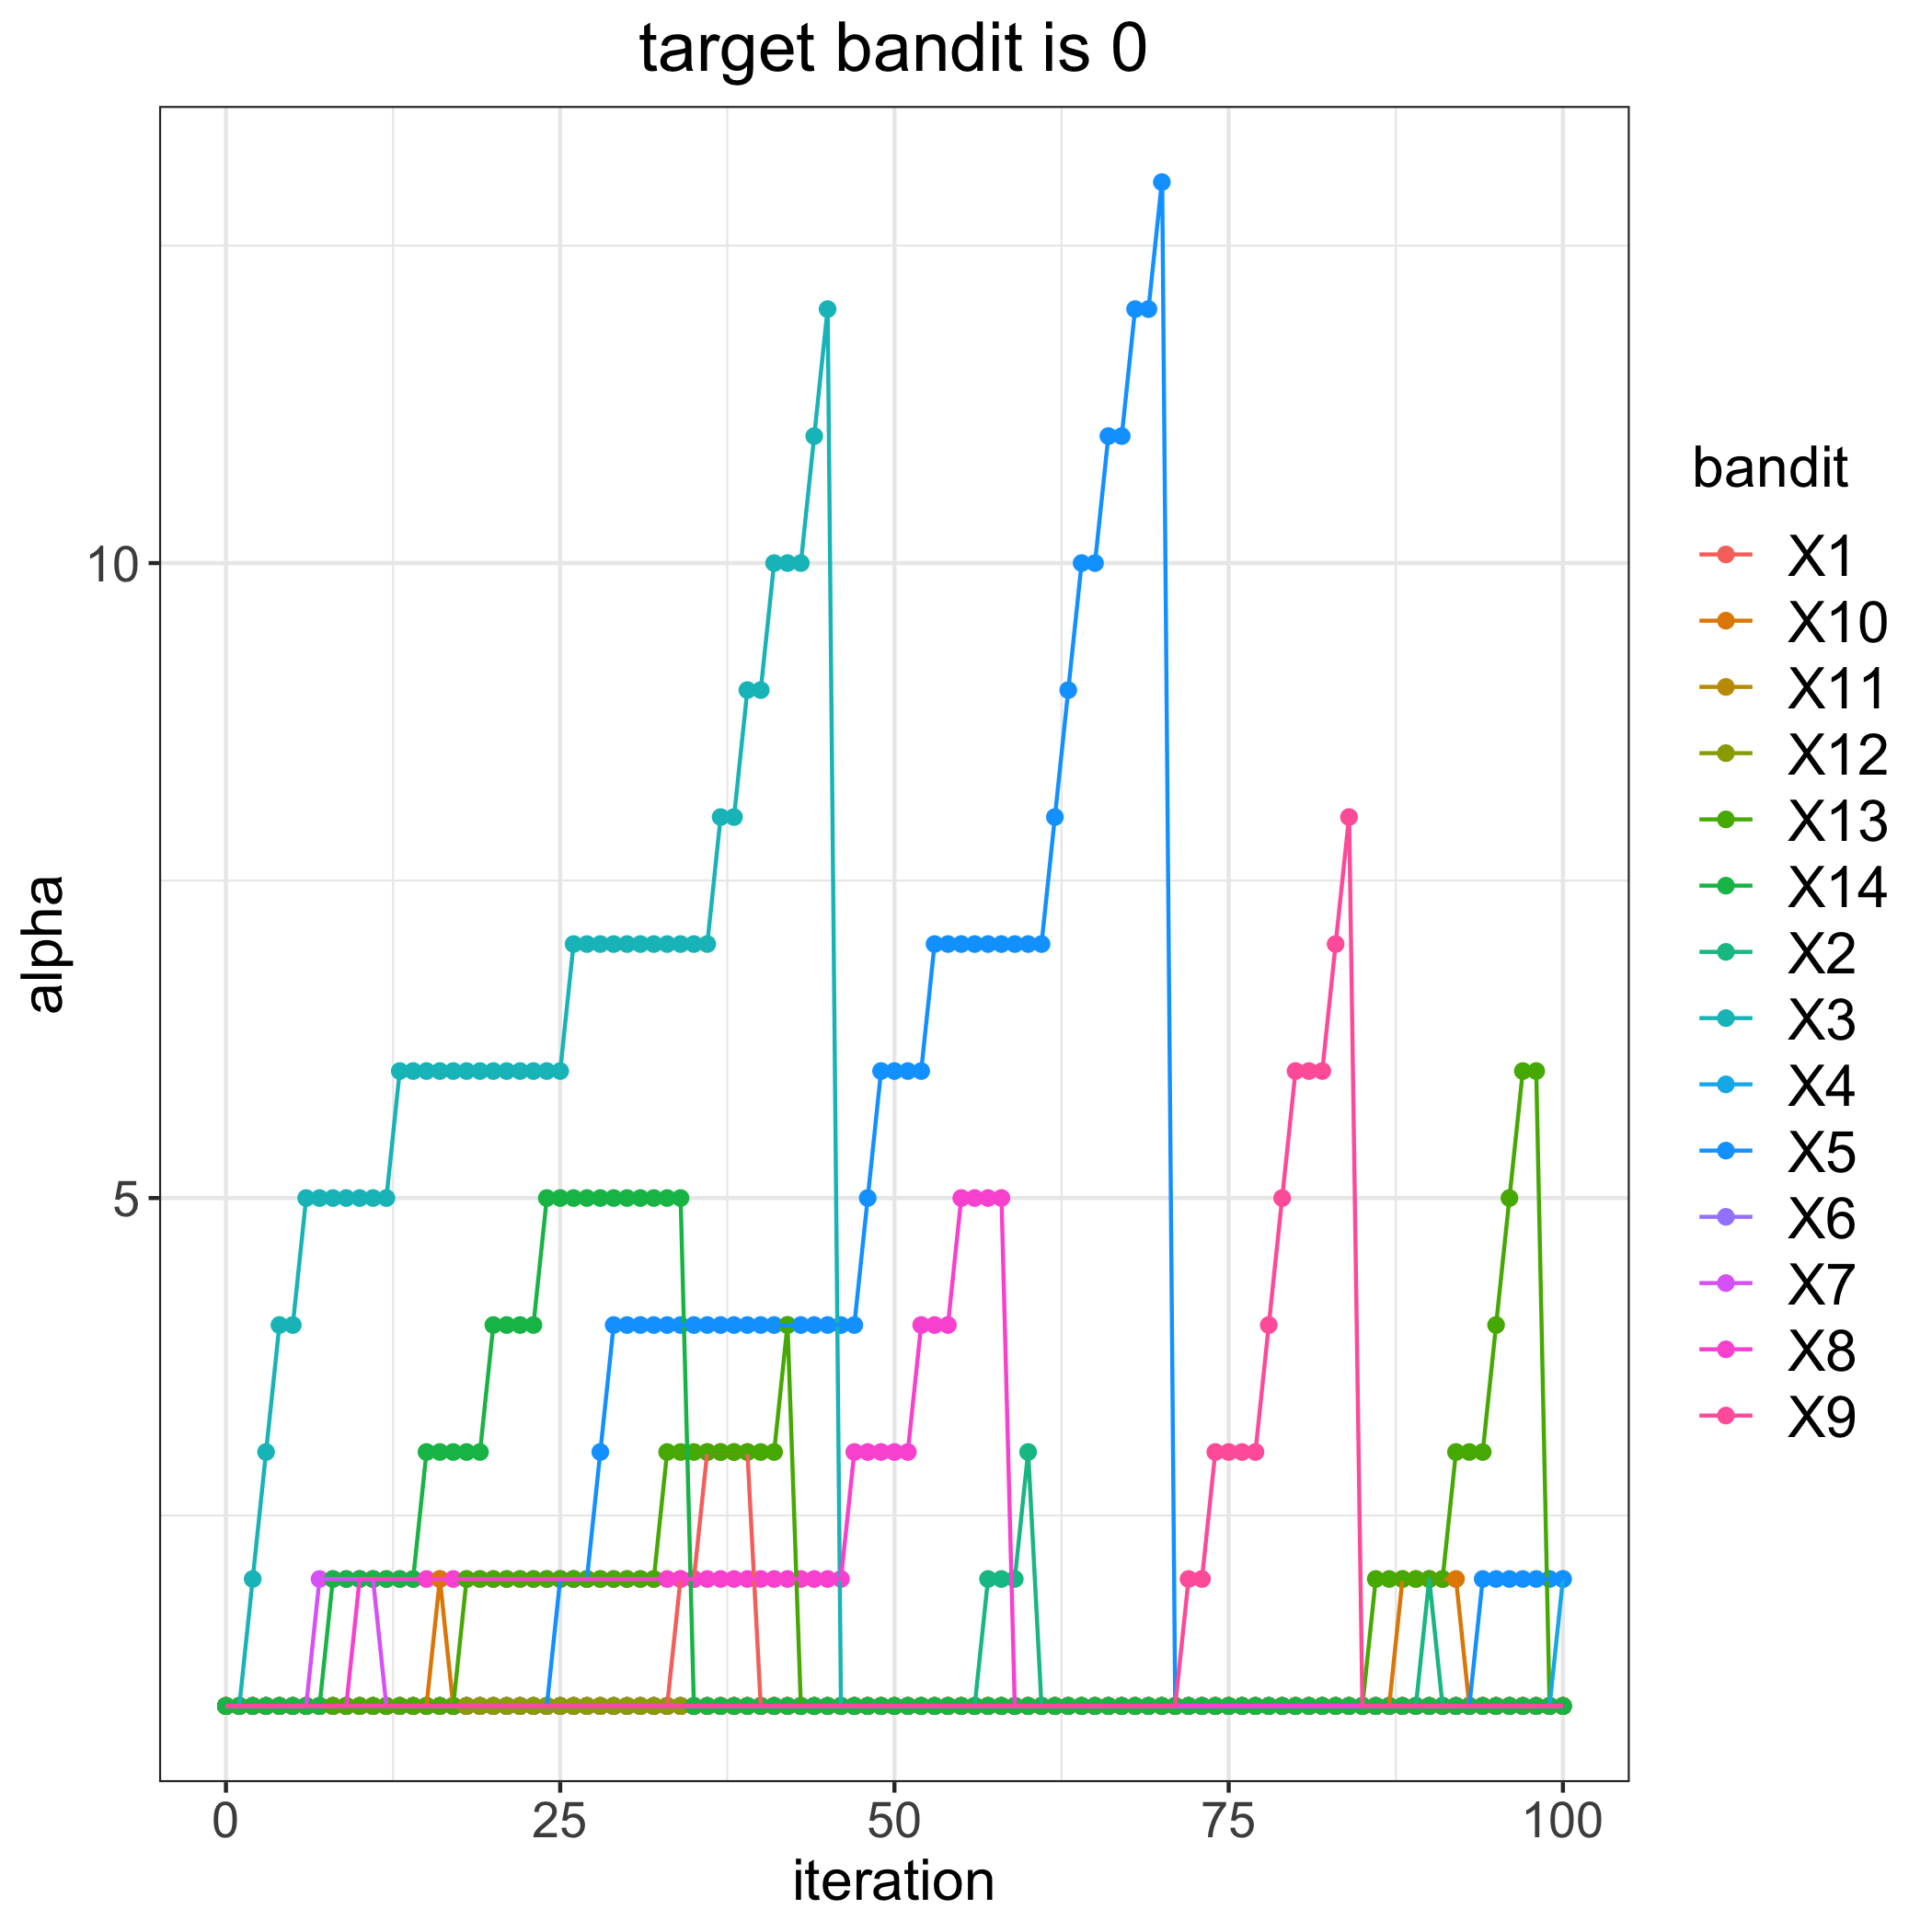 target bandit is 0
10
5
alpha
0 25 50 75 100
iteration
bandit
X1
X10
X11
X12
X13
X14
X2
X3
X4
X5
X6
X7
X8
X9